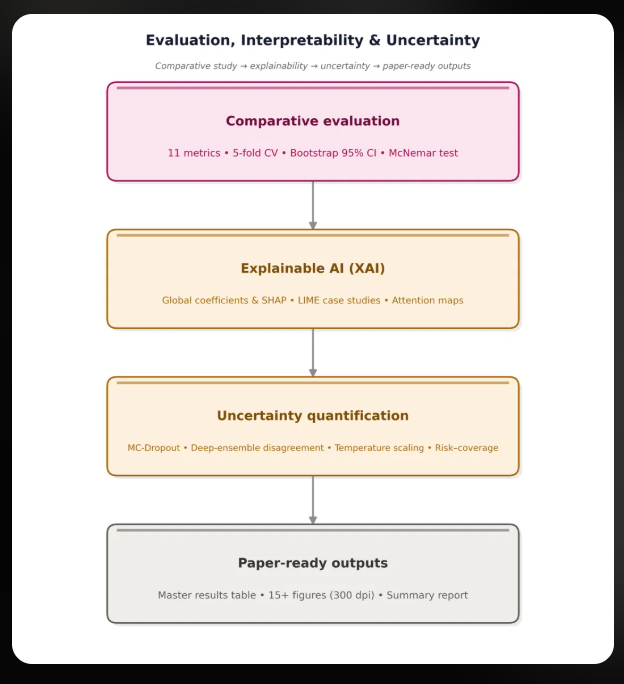 Evaluation, Interpretability & Uncertainty
Comparative study → explainability → uncertainty → paper-ready outputs
Comparative evaluation
11 metrics • 5-fold CV • Bootstrap 95% CI • McNemar test
Explainable AI (XAI)
Global coefficients & SHAP • LIME case studies • Attention maps
Uncertainty quantification
MC-Dropout • Deep-ensemble disagreement • Temperature scaling • Risk–coverage
Paper-ready outputs
Master results table • 15+ figures (300 dpi) • Summary report